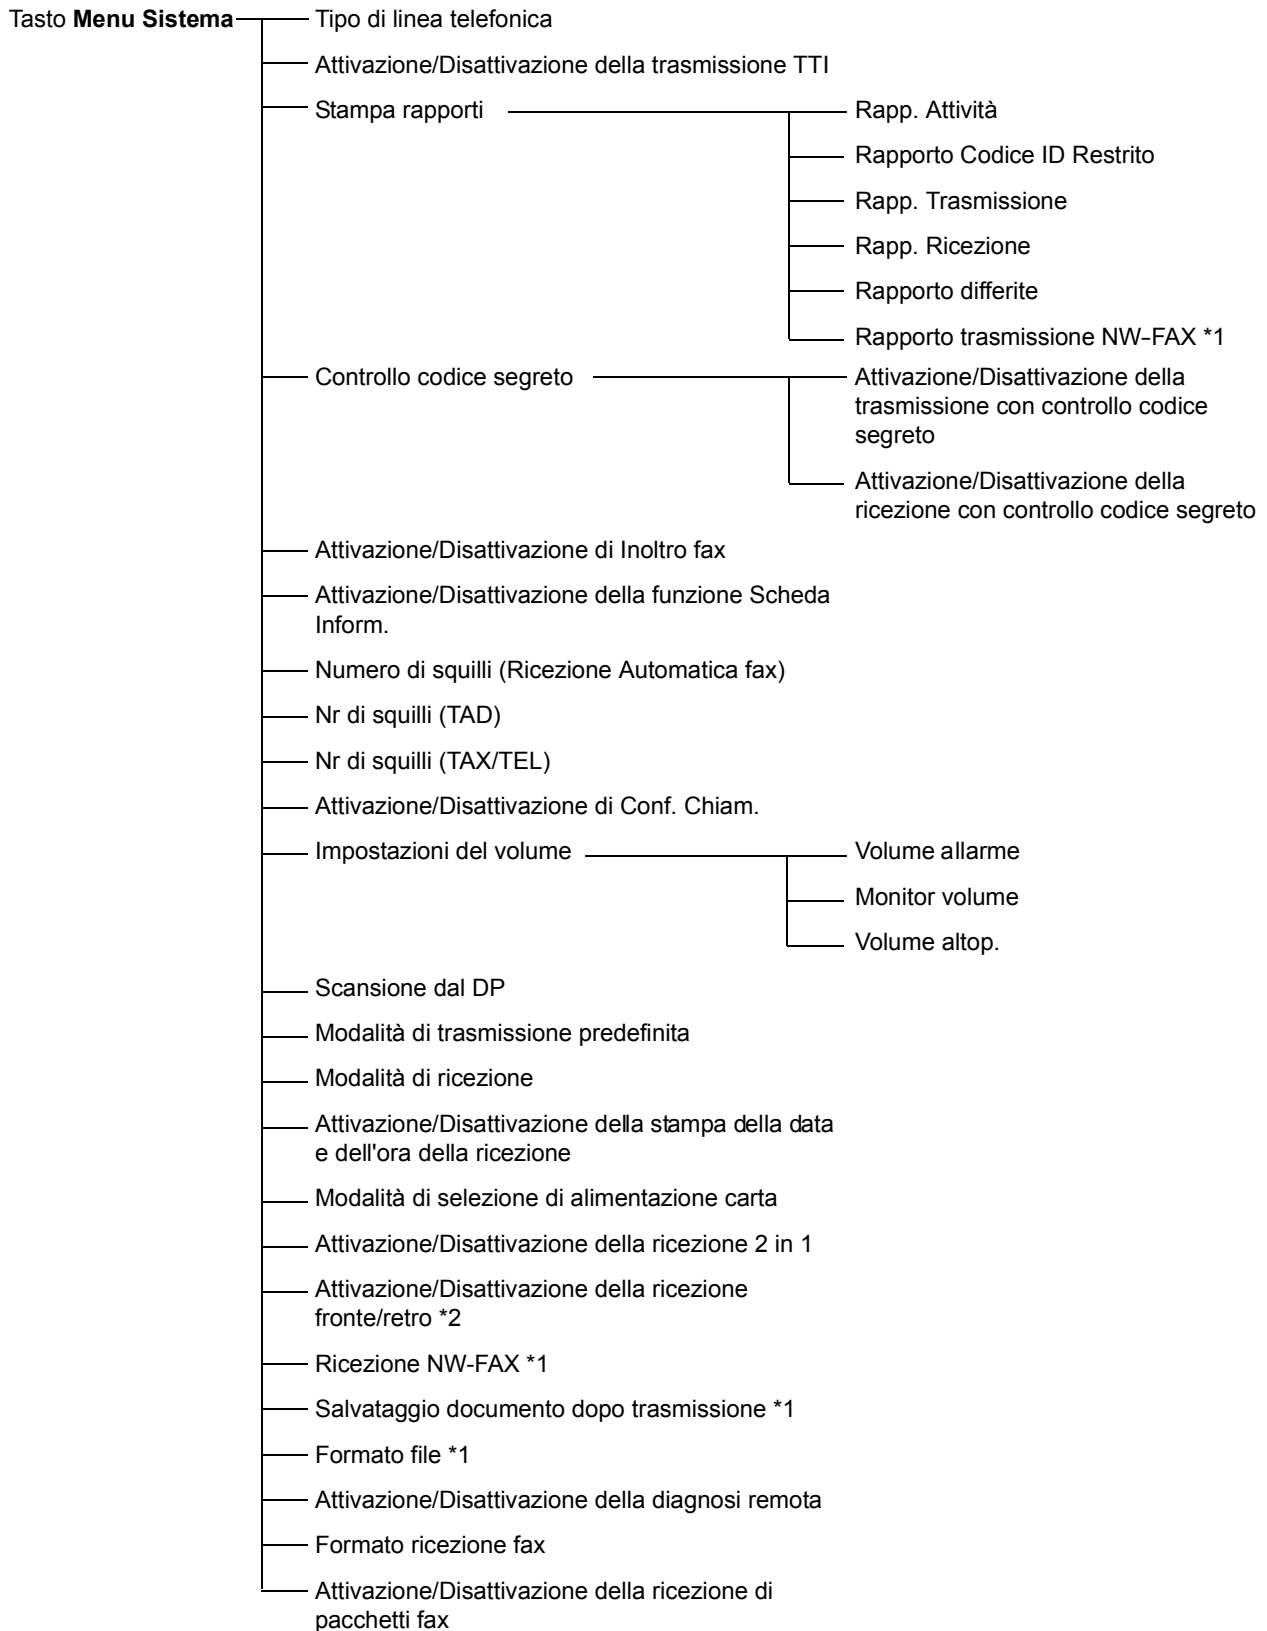 Tasto Menu Sistema
Tipo di linea telefonica
Attivazione/Disattivazione della trasmissione TTI
Stampa rapporti
Rapp. Attività
Rapporto Codice ID Restrito
Rapp. Trasmissione
Rapp. Ricezione
Rapporto differite
Rapporto trasmissione NW-FAX *1
Controllo codice segreto
Attivazione/Disattivazione della
trasmissione con controllo codice
segreto
Attivazione/Disattivazione della
ricezione con controllo codice segreto
Attivazione/Disattivazione di Inoltro fax
Attivazione/Disattivazione della funzione Scheda
Inform.
Numero di squilli (Ricezione Automatica fax)
Nr di squilli (TAD)
Nr di squilli (TAX/TEL)
Attivazione/Disattivazione di Conf. Chiam.
Impostazioni del volume
Volume allarme
Monitor volume
Volume altop.
Scansione dal DP
Modalità di trasmissione predefinita
Modalità di ricezione
Attivazione/Disattivazione della stampa della data
e dell'ora della ricezione
Modalità di selezione di alimentazione carta
Attivazione/Disattivazione della ricezione 2 in 1
Attivazione/Disattivazione della ricezione
fronte/retro *2
Ricezione NW-FAX *1
Salvataggio documento dopo trasmissione *1
Formato file *1
Attivazione/Disattivazione della diagnosi remota
Formato ricezione fax
Attivazione/Disattivazione della ricezione di
pacchetti fax